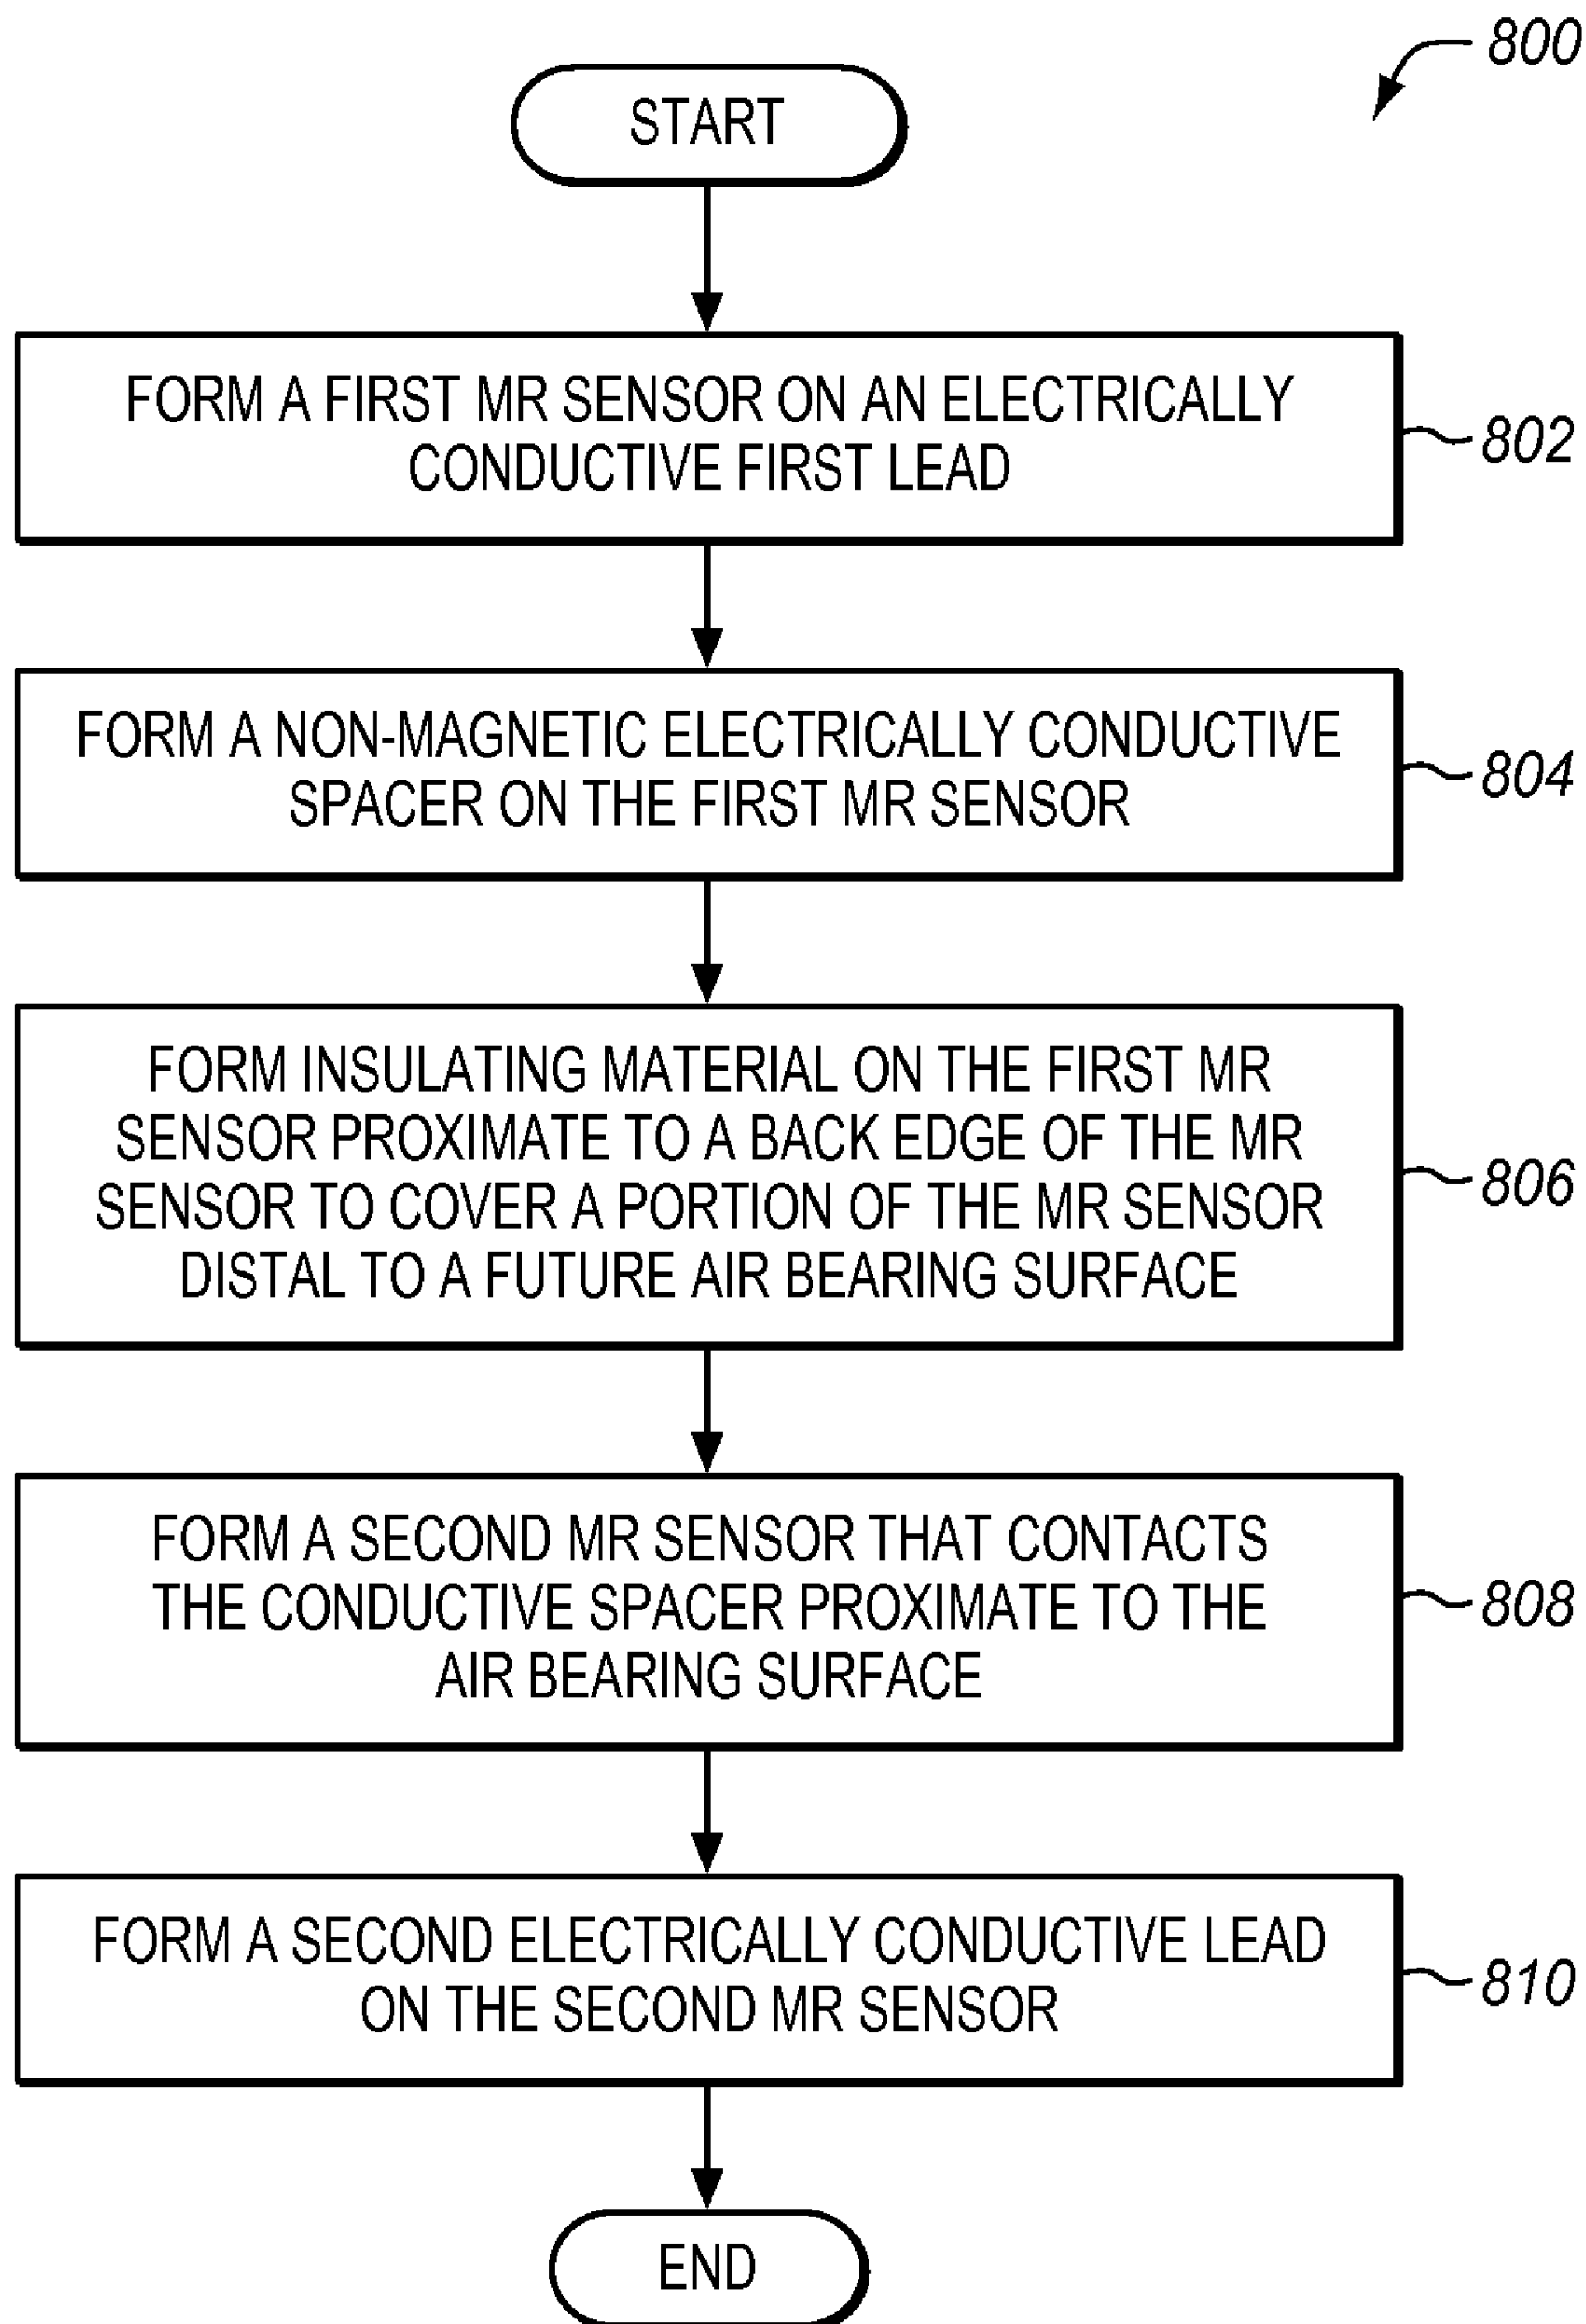 800
START
FORM A FIRST MR SENSOR ON AN ELECTRICALLY
CONDUCTIVE FIRST LEAD
802
FORM A NON-MAGNETIC ELECTRICALLY CONDUCTIVE
SPACER ON THE FIRST MR SENSOR
804
FORM INSULATING MATERIAL ON THE FIRST MR
SENSOR PROXIMATE TO A BACK EDGE OF THE MR
SENSOR TO COVER A PORTION OF THE MR SENSOR
DISTAL TO A FUTURE AIR BEARING SURFACE
806
FORM A SECOND MR SENSOR THAT CONTACTS
THE CONDUCTIVE SPACER PROXIMATE TO THE
AIR BEARING SURFACE
808
FORM A SECOND ELECTRICALLY CONDUCTIVE LEAD
ON THE SECOND MR SENSOR
810
END